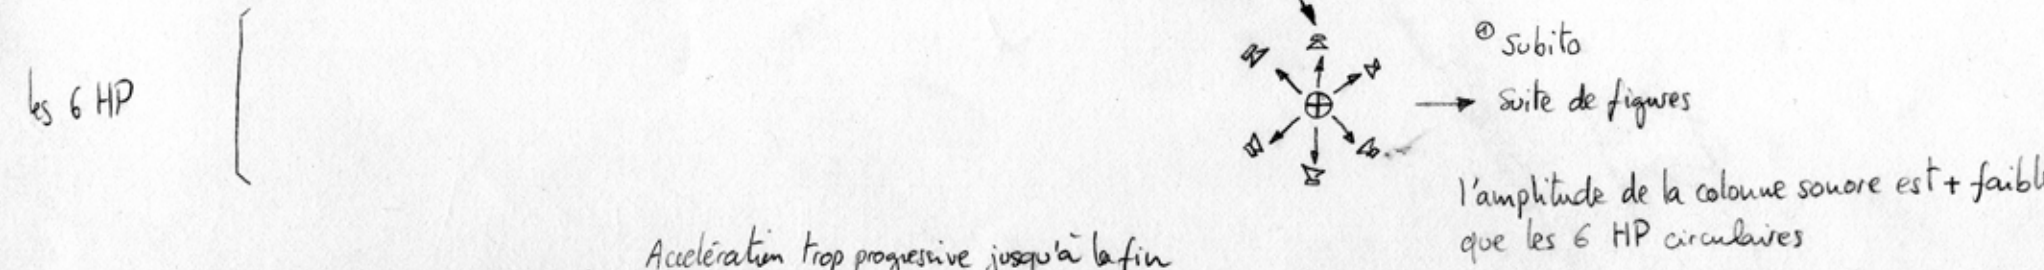 subito
les 6 HP
→ suite de figures
l'amplitude de la colonne sonore est + faible
que les 6 HP circulaires
Accélération trop progressive jusqu'à la fin